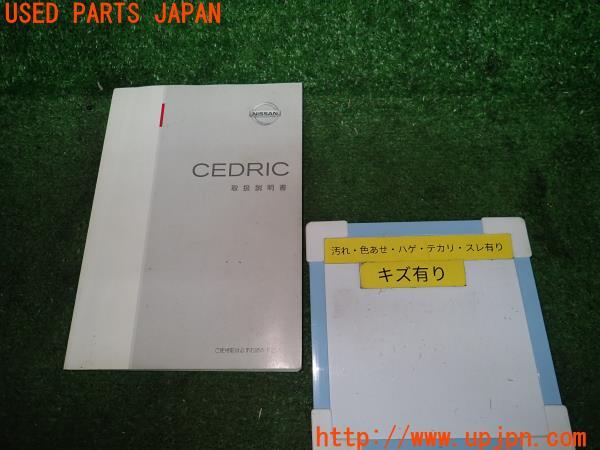 USED PARTS JAPAN
NISSAN
CEDRIC
取扱説明書
汚れ・色あせ・ハゲ・テカリ・スレ有り
キズ有り
http://www.upjpn.com